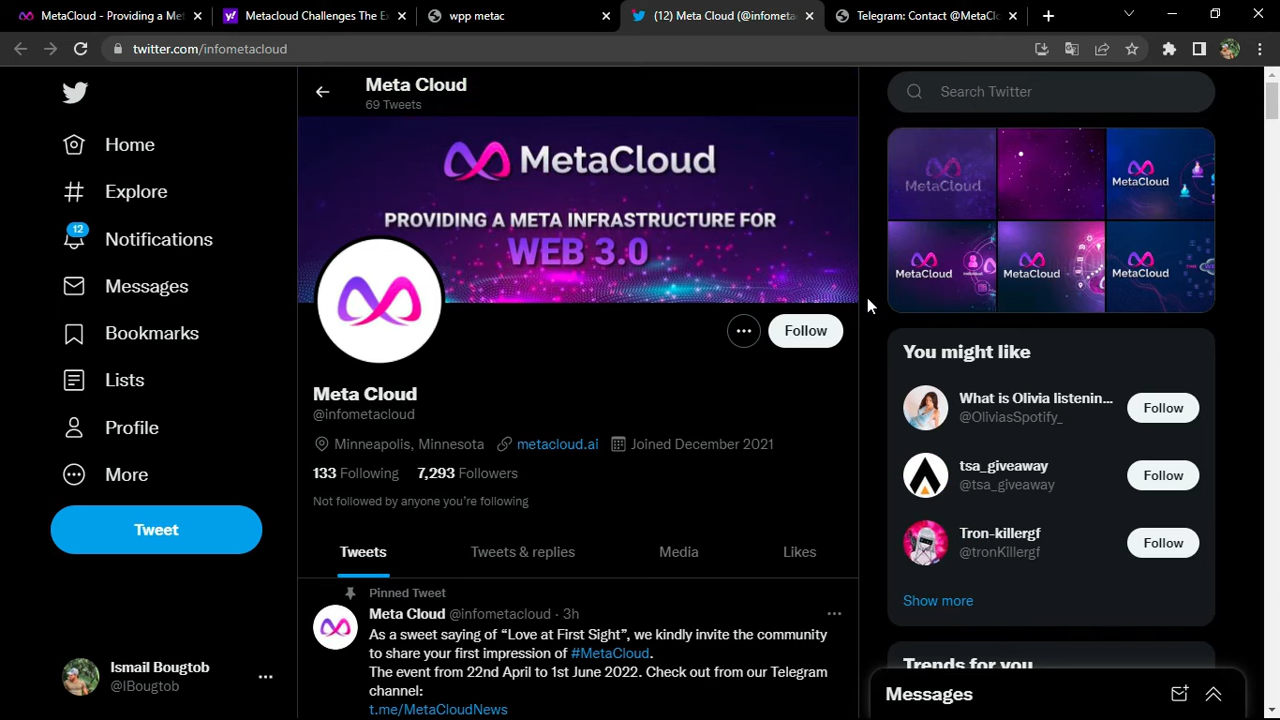 MetaCloud - Providing a Met
Metacloud Challenges The Ex
wpp metac
(12) Meta Cloud (@infometa
Telegram: Contact @MetaCl
twitter.com/infometacloud
Home
Explore
12
Notifications
Messages
Bookmarks
Lists
Profile
More
Tweet
Ismail Bougtob
@IBougtob
Meta Cloud
69 Tweets
MetaCloud
PROVIDING A META INFRASTRUCTURE FOR
WEB 3.0
Follow
Meta Cloud
@infometacloud
Minneapolis, Minnesota metacloud.ai Joined December 2021
133 Following 7,293 Followers
Not followed by anyone you're following
Tweets Tweets & replies Media Likes
Pinned Tweet
Meta Cloud @infometacloud · 3h
As a sweet saying of “Love at First Sight”, we kindly invite the community
to share your first impression of #MetaCloud.
The event from 22nd April to 1st June 2022. Check out from our Telegram
channel:
t.me/MetaCloudNews
Search Twitter
MetaCloud
MetaCloud
MetaCloud
MetaCloud
MetaCloud
You might like
What is Olivia listenin...
@OliviasSpotify_
Follow
tsa_giveaway
@tsa_giveaway
Follow
Tron-killergf
@tronKillergf
Follow
Show more
Trends for you
Messages